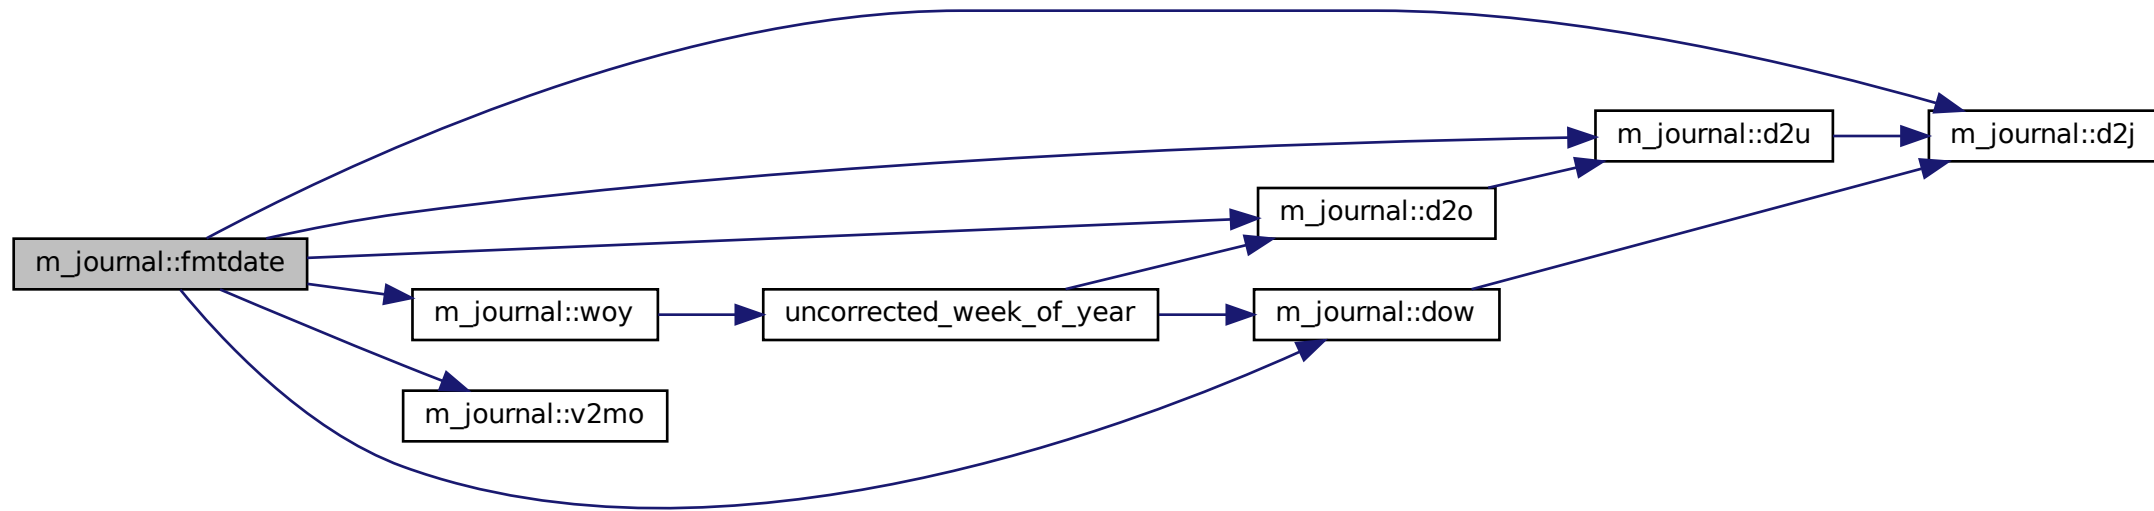 m_journal::fmtdate
m_journal::woy
m_journal::v2mo
uncorrected_week_of_year
m_journal::d2o
m_journal::dow
m_journal::d2u
m_journal::d2j